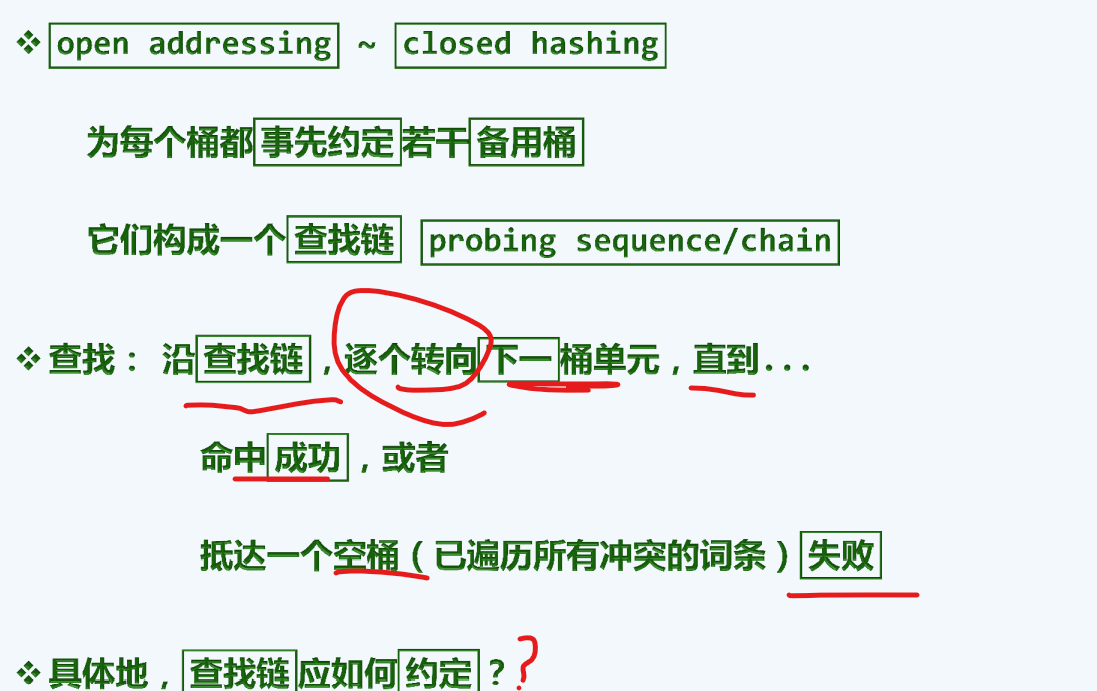 ❖ open addressing ~ closed hashing
为每个桶都事先约定若干备用桶
它们构成一个查找链 probing sequence/chain
❖ 查找： 沿查找链，逐个转向下一桶单元，直到...
命中成功，或者
抵达一个空桶（已遍历所有冲突的词条）失败
❖ 具体地，查找链应如何约定？?